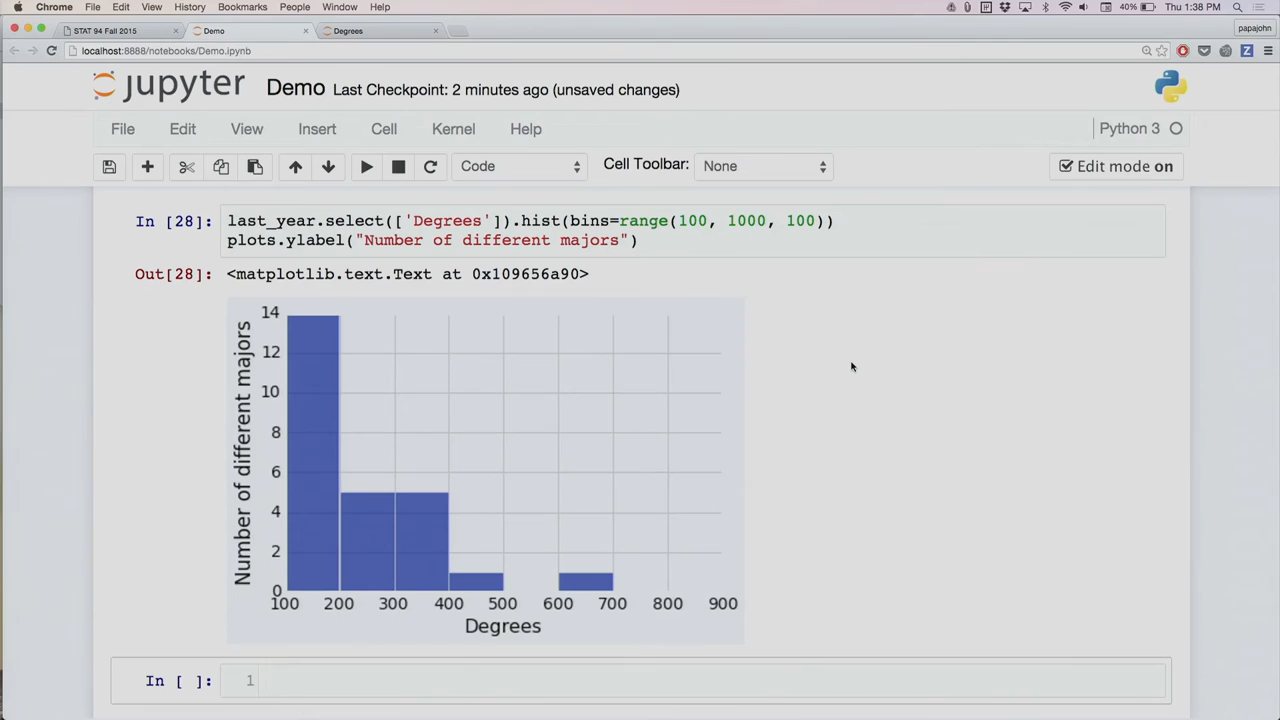 Chrome File Edit View History Bookmarks People Window Help 40% Thu 1:38 PM
STAT 94 Fall 2015 Demo Degrees papajohn
localhost:8888/notebooks/Demo.ipynb
jupyter Demo Last Checkpoint: 2 minutes ago (unsaved changes)
File Edit View Insert Cell Kernel Help Python 3
Code Cell Toolbar: None Edit mode on
In [28]: last_year.select(['Degrees']).hist(bins=range(100, 1000, 100))
plots.ylabel("Number of different majors")
Out[28]: <matplotlib.text.Text at 0x109656a90>
Number of different majors
14
12
10
8
6
4
2
0
100 200 300 400 500 600 700 800 900
Degrees
In [ ]: 1